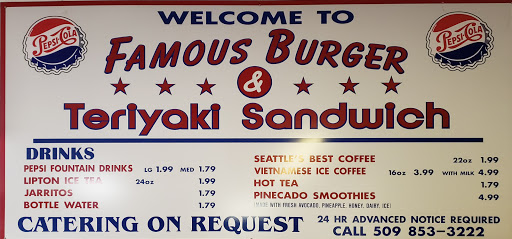 WELCOME TO
PEPSI-COLA
FAMOUS BURGER
PEPSI-COLA
&
Teriyaki Sandwich
DRINKS
PEPSI FOUNTAIN DRINKS LG 1.99 MED 1.79
LIPTON ICE TEA 24oz 1.99
JARRITOS 1.79
BOTTLE WATER 1.79
SEATTLE'S BEST COFFEE 22oz 1.99
VIETNAMESE ICE COFFEE 16oz 3.99 WITH MILK 4.99
HOT TEA 1.79
PINECADO SMOOTHIES 4.99
(MADE WITH FRESH AVOCADO, PINEAPPLE, HONEY, DAIRY, ICE)
CATERING ON REQUEST
24 HR ADVANCED NOTICE REQUIRED
CALL 509 853-3222